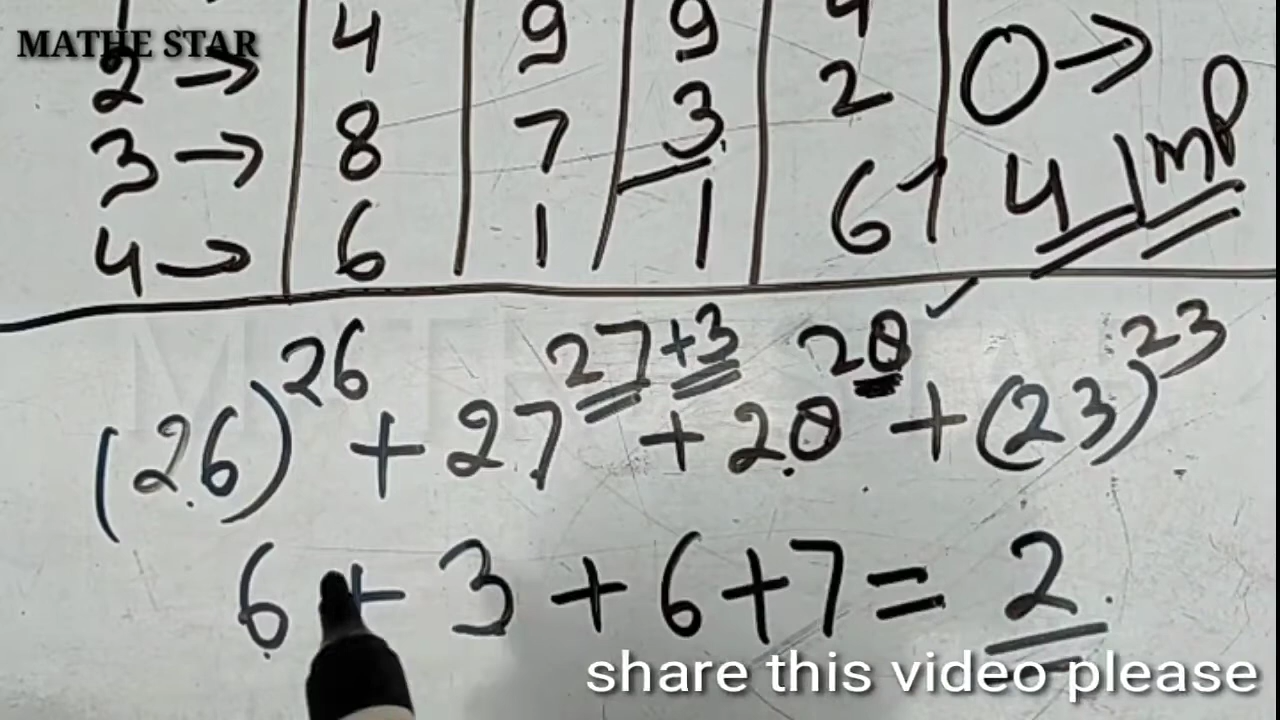 MATHE STAR
4 9 9 4
2 → 8 7 3 2 0 →
3 → 6 1 1 6 1 4 IMP
4 →
(26)^26 + 27^27+3 + 28^28 ✓ + (23)^23
6 + 3 + 6 + 7 = 2
share this video please